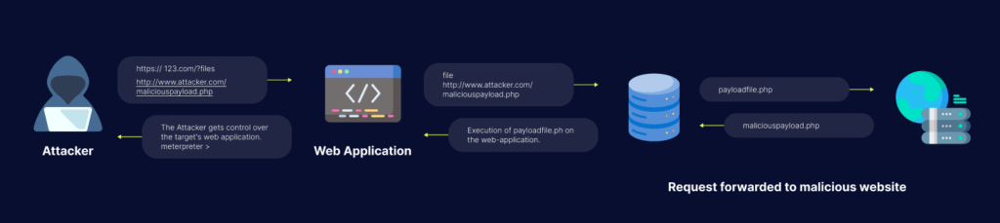 https:// 123.com/?files
http://www.attacker.com/
maliciouspayload.php
The Attacker gets control over
the target's web application.
meterpreter >
Attacker
</>
Web Application
file
http://www.attacker.com/
maliciouspayload.php
Execution of payloadfile.ph on
the web-application.
payloadfile.php
maliciouspayload.php
Request forwarded to malicious website